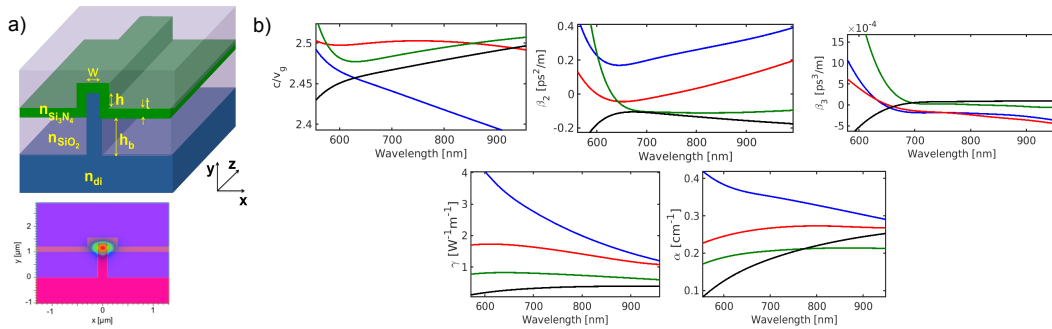 a)
W
h
t
n_Si3N4
n_SiO2
h_b
n_di
y
z
x
y [µm]
2
1
0
-1
-1
0
1
x [µm]
b)
c/v_g
2.5
2.45
2.4
600
700
800
900
Wavelength [nm]
β_2 [ps²/m]
0.4
0.2
0
-0.2
600
700
800
900
Wavelength [nm]
×10⁻⁴
β_3 [ps³/m]
15
10
5
0
-5
600
700
800
900
Wavelength [nm]
γ [W⁻¹m⁻¹]
4
3
2
1
600
700
800
900
Wavelength [nm]
α [cm⁻¹]
0.4
0.3
0.2
0.1
600
700
800
900
Wavelength [nm]